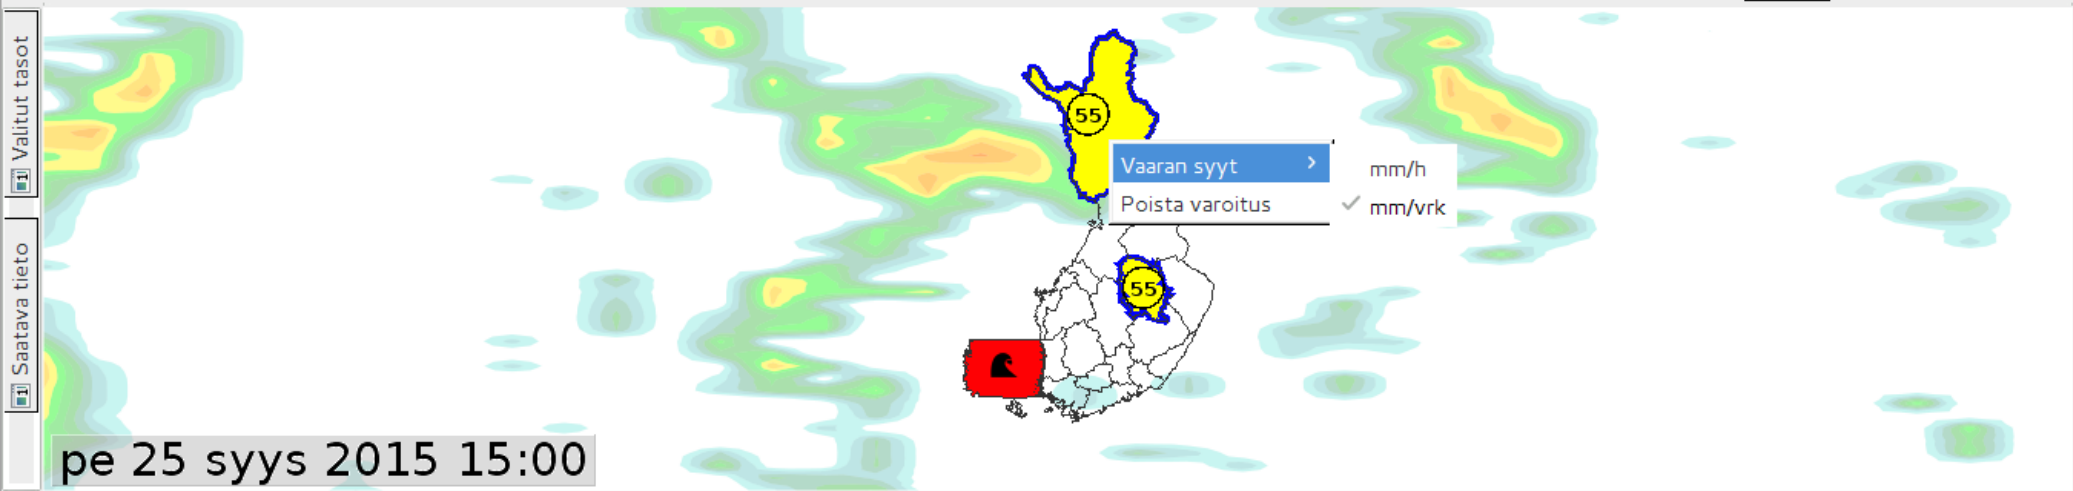 Valitut tasot
Saatava tieto
55
Vaaran syyt
mm/h
Poista varoitus
mm/vrk
55
pe 25 syys 2015 15:00